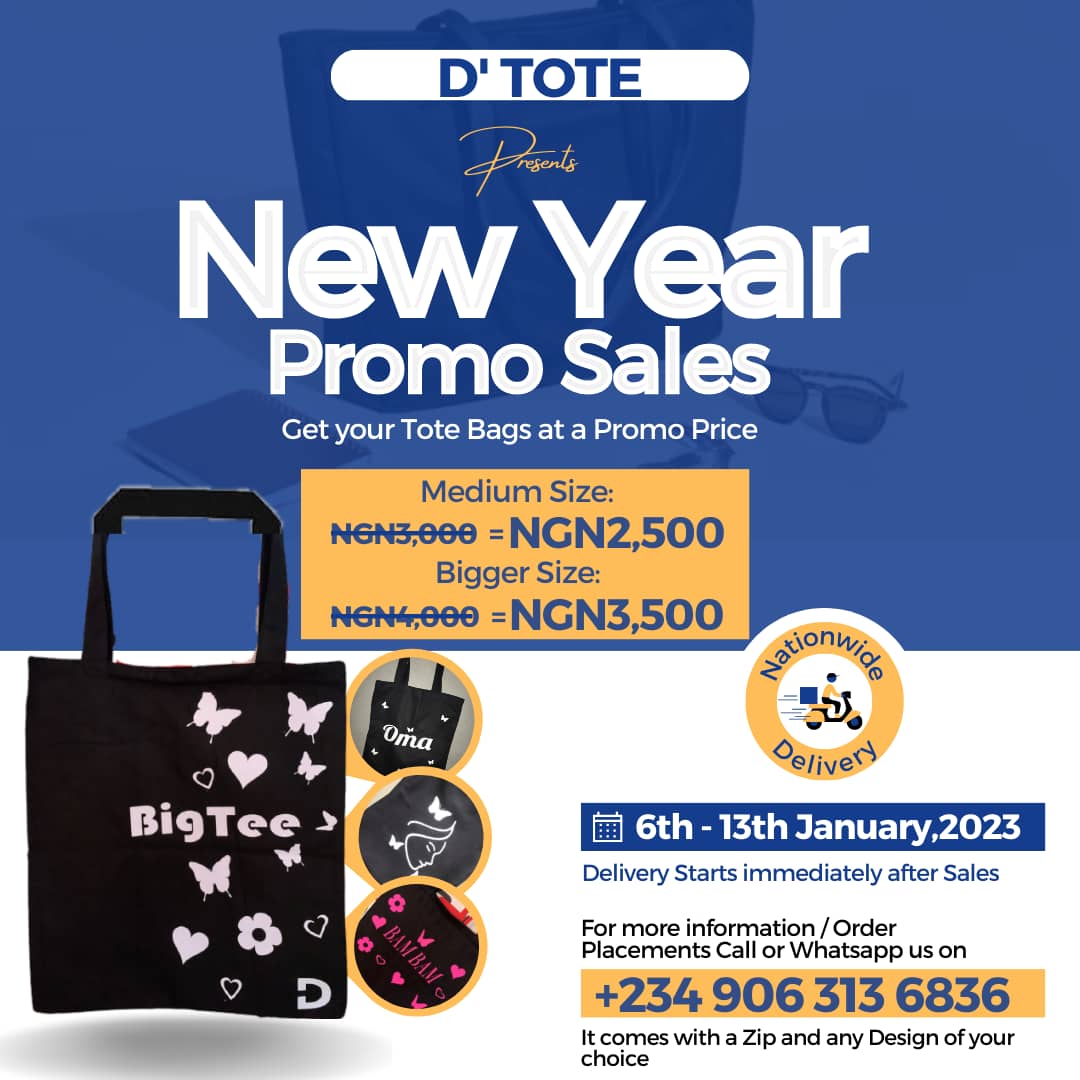 D' TOTE
Presents
New Year
Promo Sales
Get your Tote Bags at a Promo Price
Medium Size:
NGN3,000 = NGN2,500
Bigger Size:
NGN4,000 = NGN3,500
Nationwide
Delivery
Oma
BigTee
BAMBAM
D
6th - 13th January,2023
Delivery Starts immediately after Sales
For more information / Order
Placements Call or Whatsapp us on
+234 906 313 6836
It comes with a Zip and any Design of your
choice